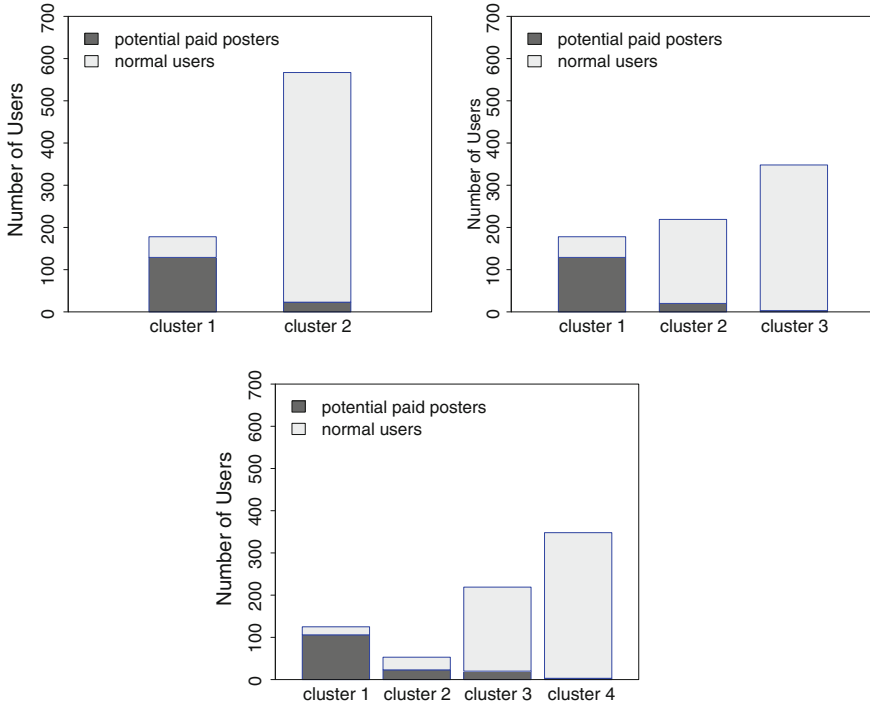 700
600
500
400
300
200
100
0
Number of Users
potential paid posters
normal users
cluster 1 cluster 2
700
600
500
400
300
200
100
0
Number of Users
potential paid posters
normal users
cluster 1 cluster 2 cluster 3
700
600
500
400
300
200
100
0
Number of Users
potential paid posters
normal users
cluster 1 cluster 2 cluster 3 cluster 4